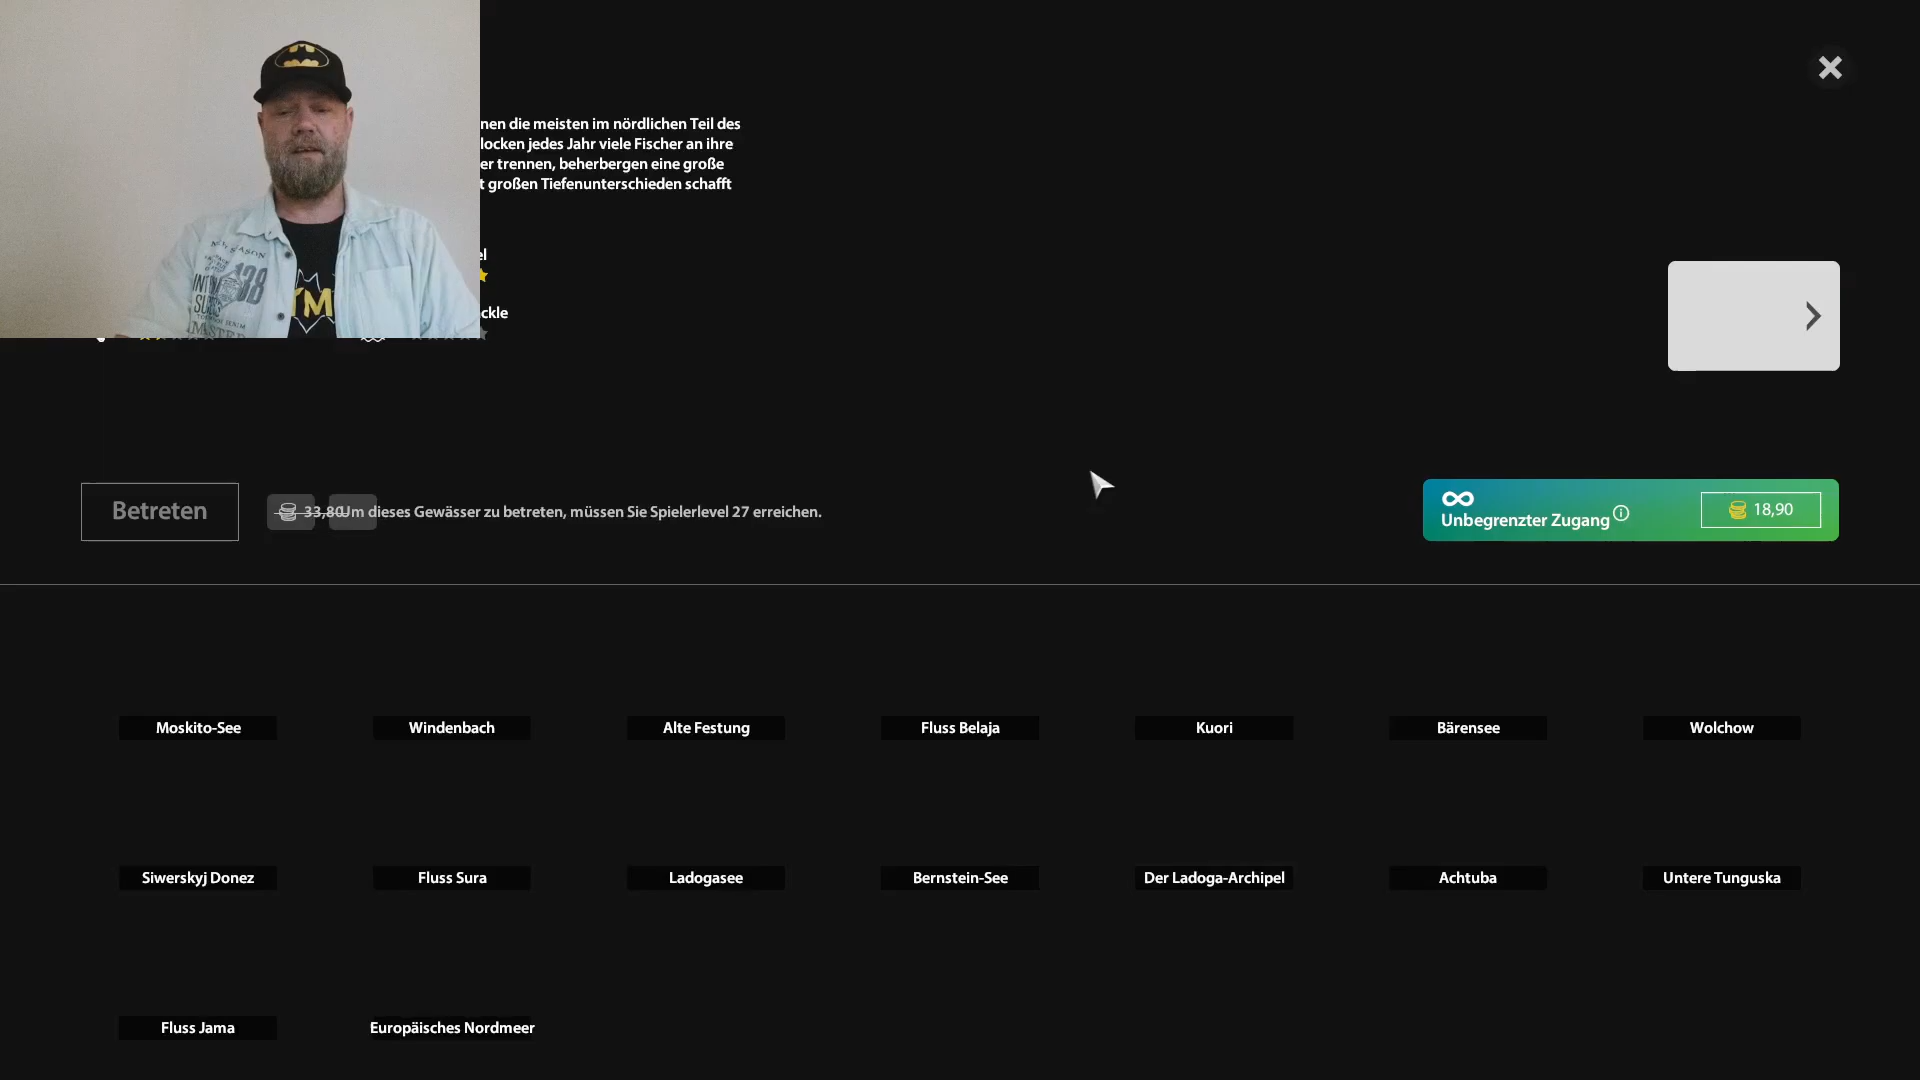 nen die meisten im nördlichen Teil des
locken jedes Jahr viele Fischer an ihre
er trennen, beherbergen eine große
t großen Tiefenunterschieden schafft
el
ckle
Betreten
33,80
Um dieses Gewässer zu betreten, müssen Sie Spielerlevel 27 erreichen.
Unbegrenzter Zugang
18,90
Moskito-See
Windenbach
Alte Festung
Fluss Belaja
Kuori
Bärensee
Wolchow
Siwerskyj Donez
Fluss Sura
Ladogasee
Bernstein-See
Der Ladoga-Archipel
Achtuba
Untere Tunguska
Fluss Jama
Europäisches Nordmeer